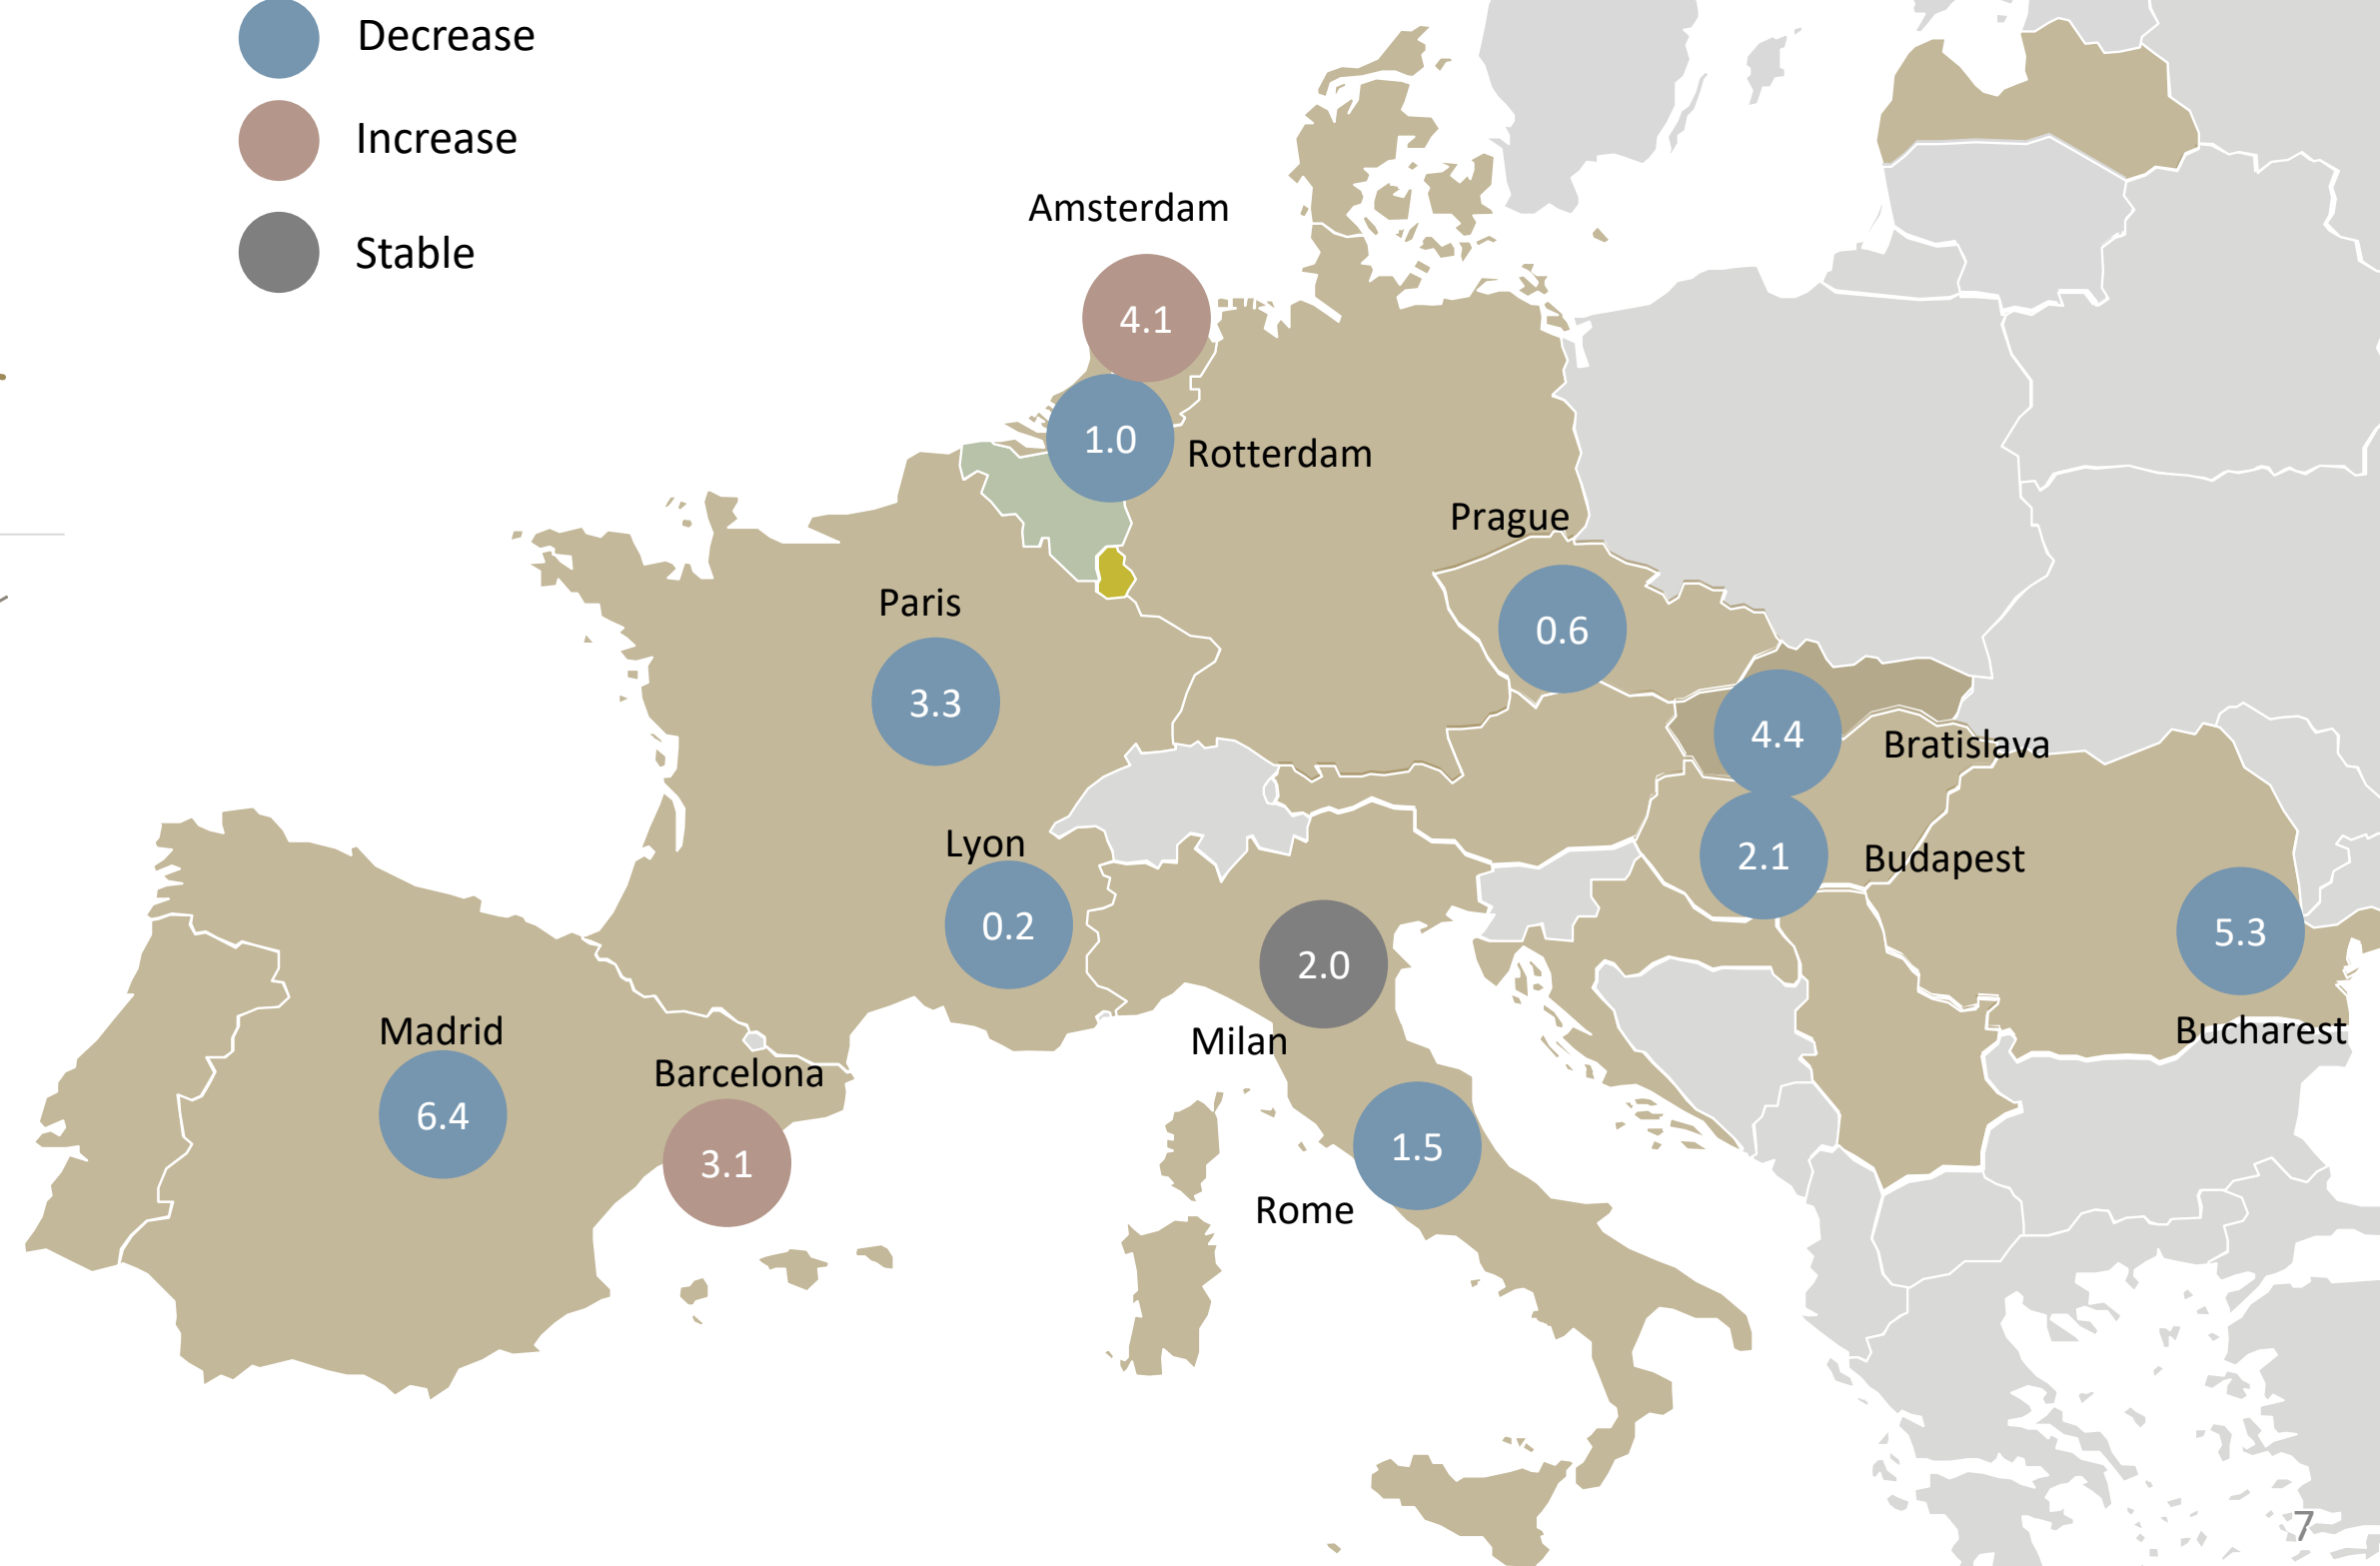 Decrease
Increase
Stable
Amsterdam
4.1
1.0
Rotterdam
Prague
0.6
Paris
3.3
4.4
Bratislava
2.1
Budapest
Lyon
0.2
2.0
Milan
5.3
Bucharest
Madrid
6.4
Barcelona
3.1
1.5
Rome
7